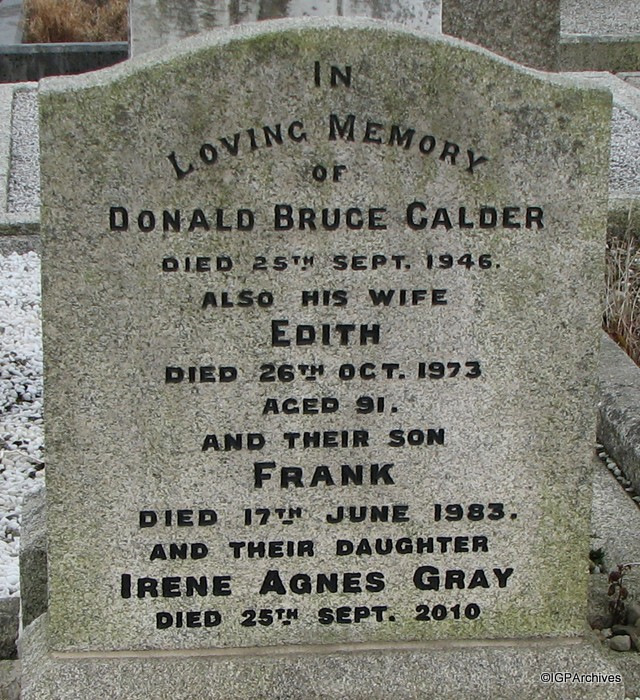 IN
LOVING MEMORY
OF
DONALD BRUCE CALDER
DIED 25TH SEPT. 1946.
ALSO HIS WIFE
EDITH
DIED 26TH OCT. 1973
AGED 91.
AND THEIR SON
FRANK
DIED 17TH JUNE 1983.
AND THEIR DAUGHTER
IRENE AGNES GRAY
DIED 25TH SEPT. 2010
©IGPArchives